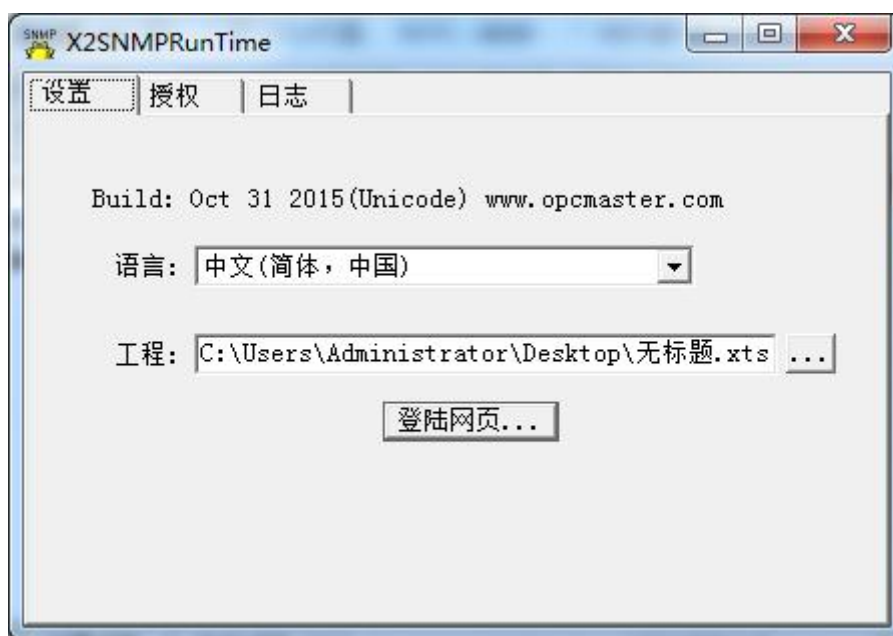 SNMP X2SNMPRunTime
设置 授权 日志
Build: Oct 31 2015(Unicode) www.opcmaster.com
语言: 中文(简体，中国)
工程: C:\Users\Administrator\Desktop\无标题.xts ...
登陆网页...